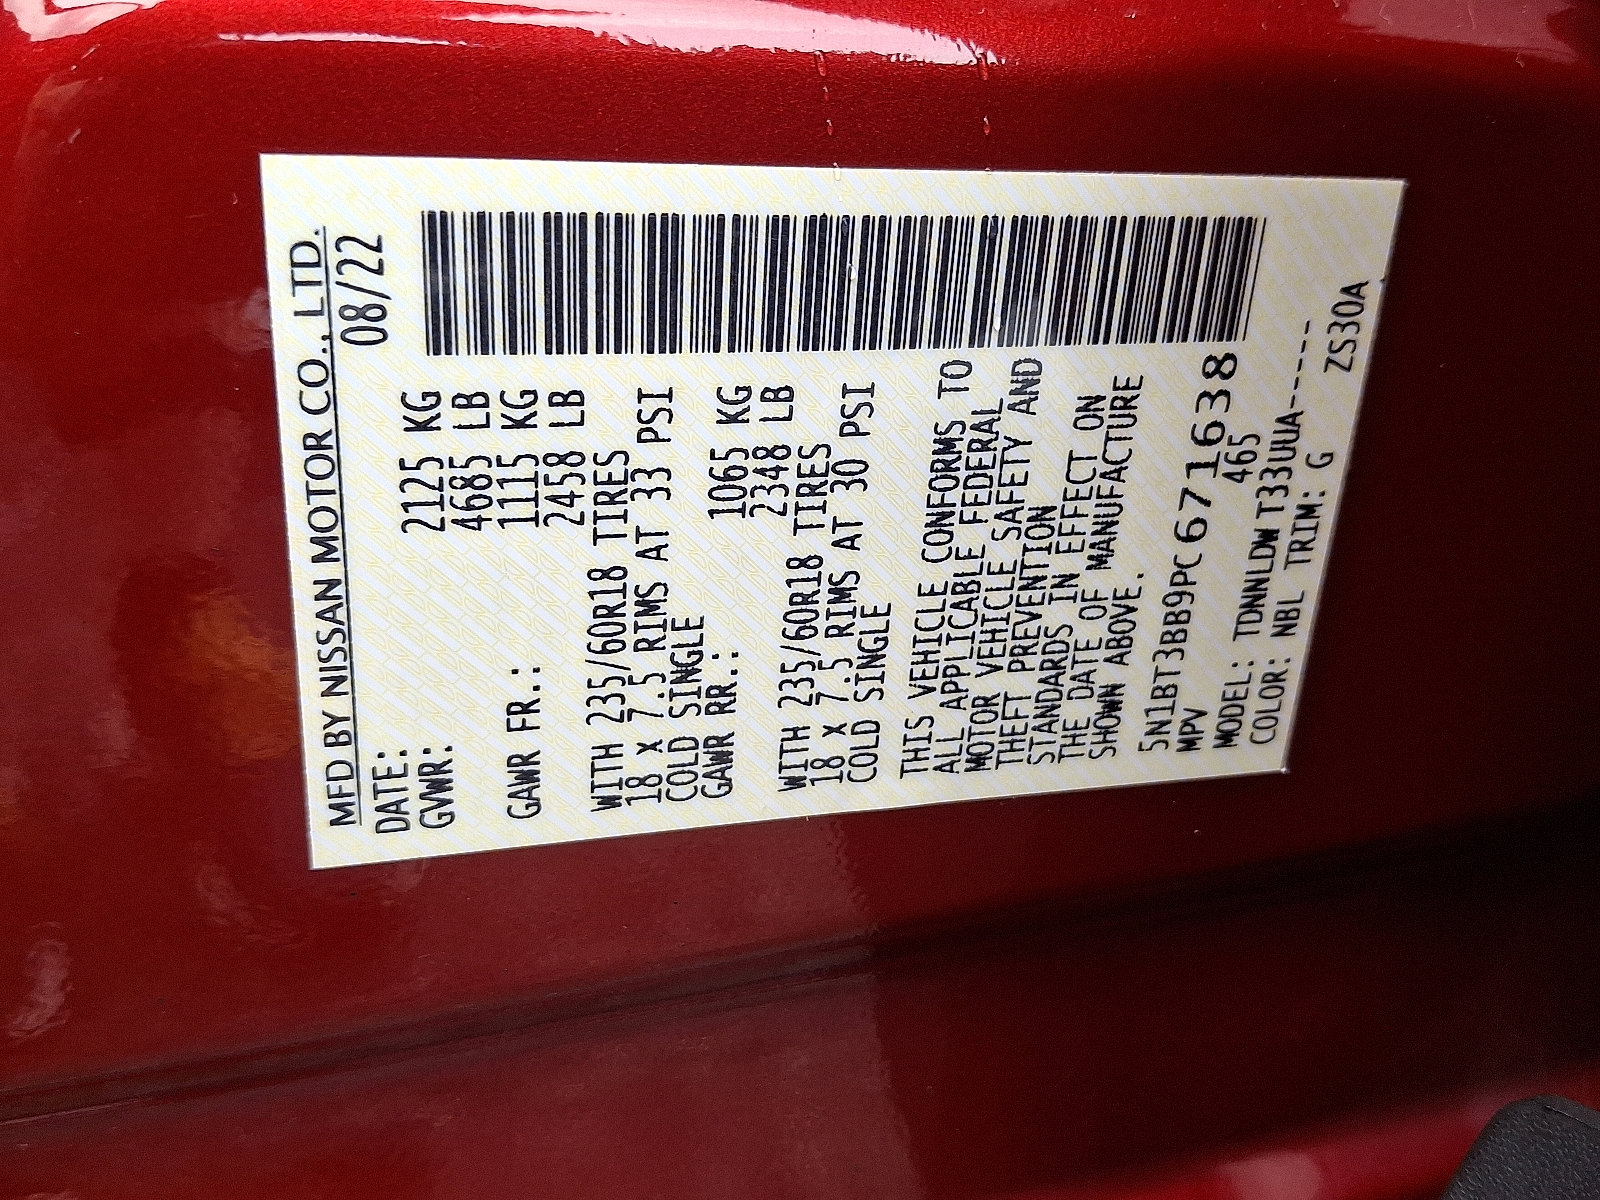 MFD BY NISSAN MOTOR CO., LTD.
DATE: 08/22
GVWR: 2125 KG
4685 LB
GAWR FR.: 1115 KG
2458 LB
WITH 235/60R18 TIRES
18 X 7.5 RIMS AT 33 PSI
COLD SINGLE
GAWR RR.: 1065 KG
2348 LB
WITH 235/60R18 TIRES
18 X 7.5 RIMS AT 30 PSI
COLD SINGLE
THIS VEHICLE CONFORMS TO
ALL APPLICABLE FEDERAL
MOTOR VEHICLE SAFETY AND
THEFT PREVENTION
STANDARDS IN EFFECT ON
THE DATE OF MANUFACTURE
SHOWN ABOVE.
5N1BT3BB9PC671638
MPV 465
MODEL: TDNNLDW T33UUA-----
COLOR: NBL TRIM: G ZS30A